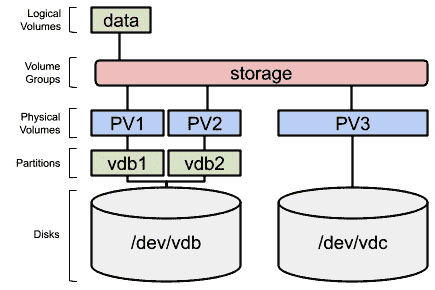 Logical
Volumes
data
Volume
Groups
storage
Physical
Volumes
PV1
PV2
PV3
Partitions
vdb1
vdb2
Disks
/dev/vdb
/dev/vdc